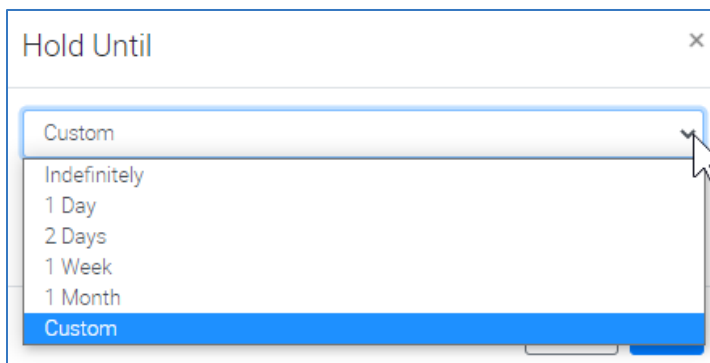 Hold Until
×
Custom
Indefinitely
1 Day
2 Days
1 Week
1 Month
Custom